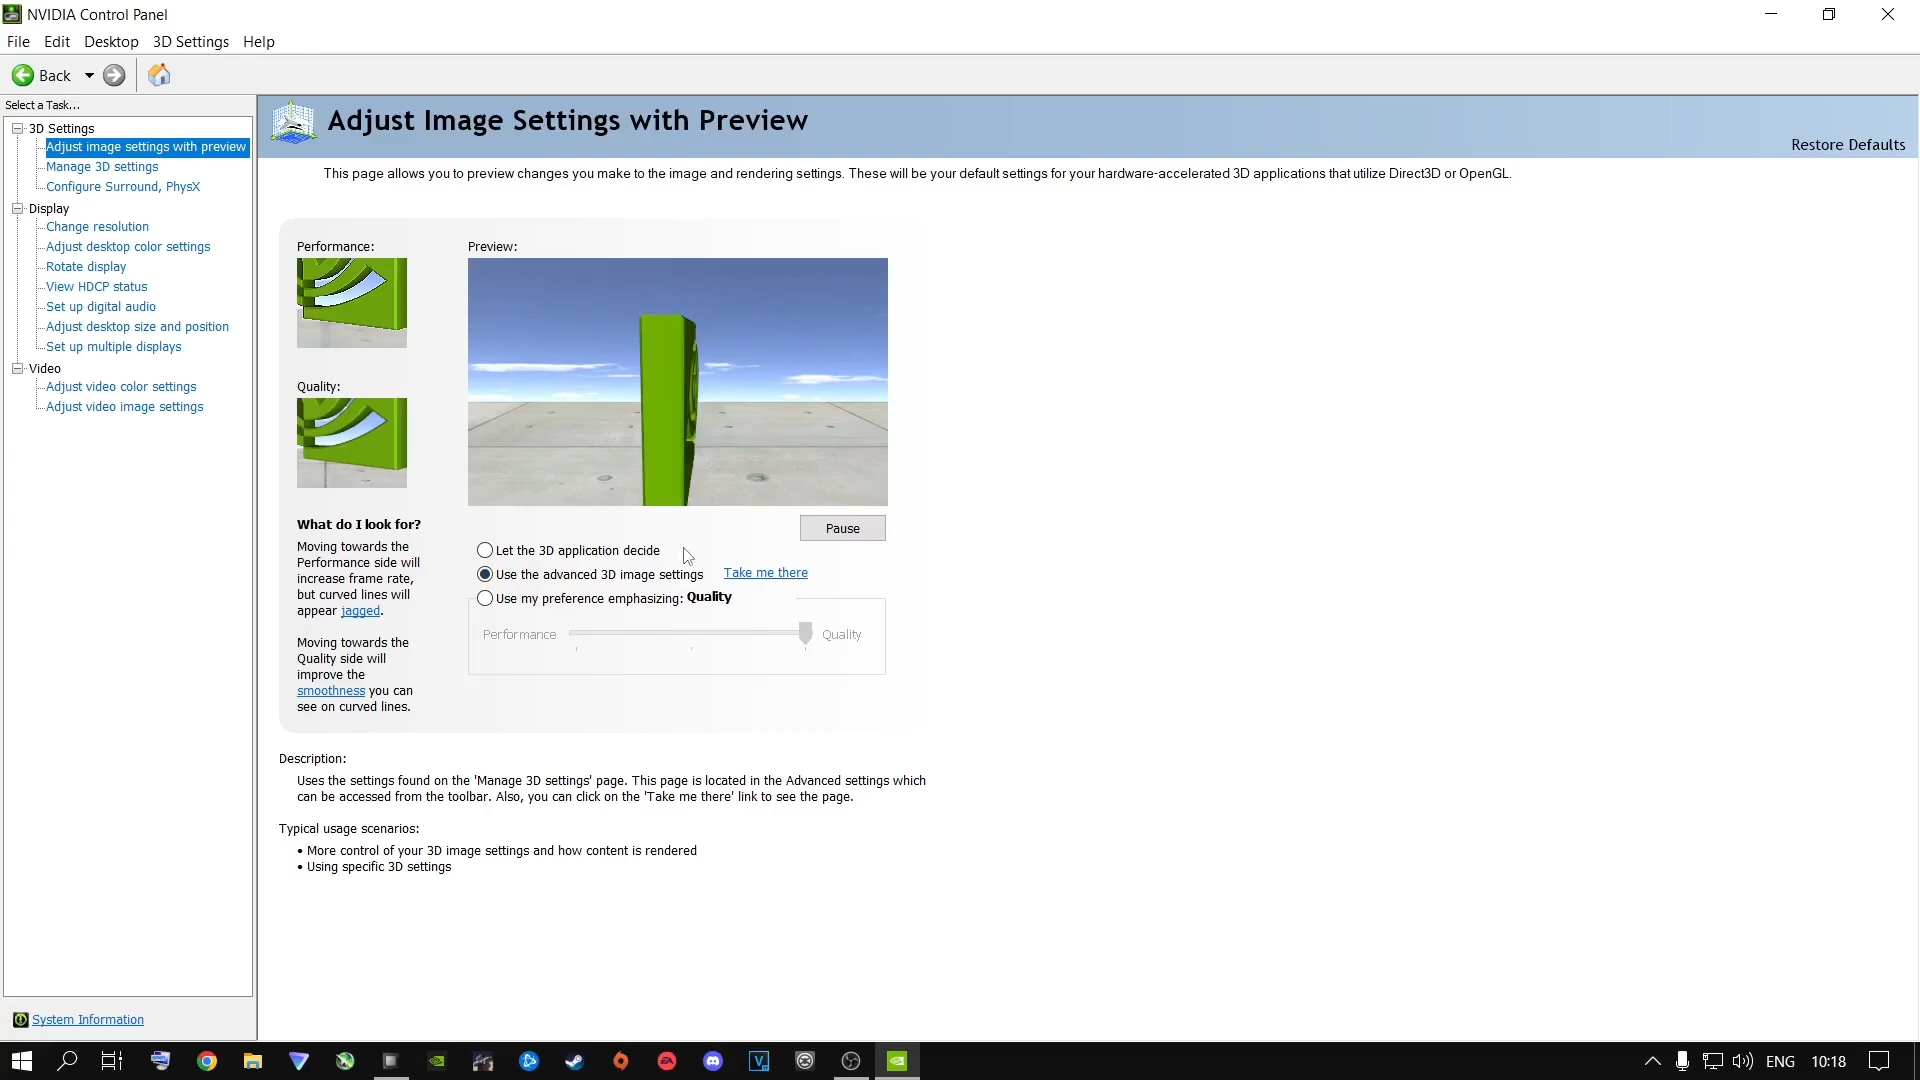 NVIDIA Control Panel
File Edit Desktop 3D Settings Help
Back
Select a Task...
3D Settings
Adjust image settings with preview
Manage 3D settings
Configure Surround, PhysX
Display
Change resolution
Adjust desktop color settings
Rotate display
View HDCP status
Set up digital audio
Adjust desktop size and position
Set up multiple displays
Video
Adjust video color settings
Adjust video image settings
System Information
Adjust Image Settings with Preview
Restore Defaults
This page allows you to preview changes you make to the image and rendering settings. These will be your default settings for your hardware-accelerated 3D applications that utilize Direct3D or OpenGL.
Performance:
Quality:
What do I look for?
Moving towards the
Performance side will
increase frame rate,
but curved lines will
appear jagged.
Moving towards the
Quality side will
improve the
smoothness you can
see on curved lines.
Preview:
Pause
Let the 3D application decide
Use the advanced 3D image settings Take me there
Use my preference emphasizing: Quality
Performance Quality
Description:
Uses the settings found on the 'Manage 3D settings' page. This page is located in the Advanced settings which
can be accessed from the toolbar. Also, you can click on the 'Take me there' link to see the page.
Typical usage scenarios:
• More control of your 3D image settings and how content is rendered
• Using specific 3D settings
EA
V
ENG 10:18